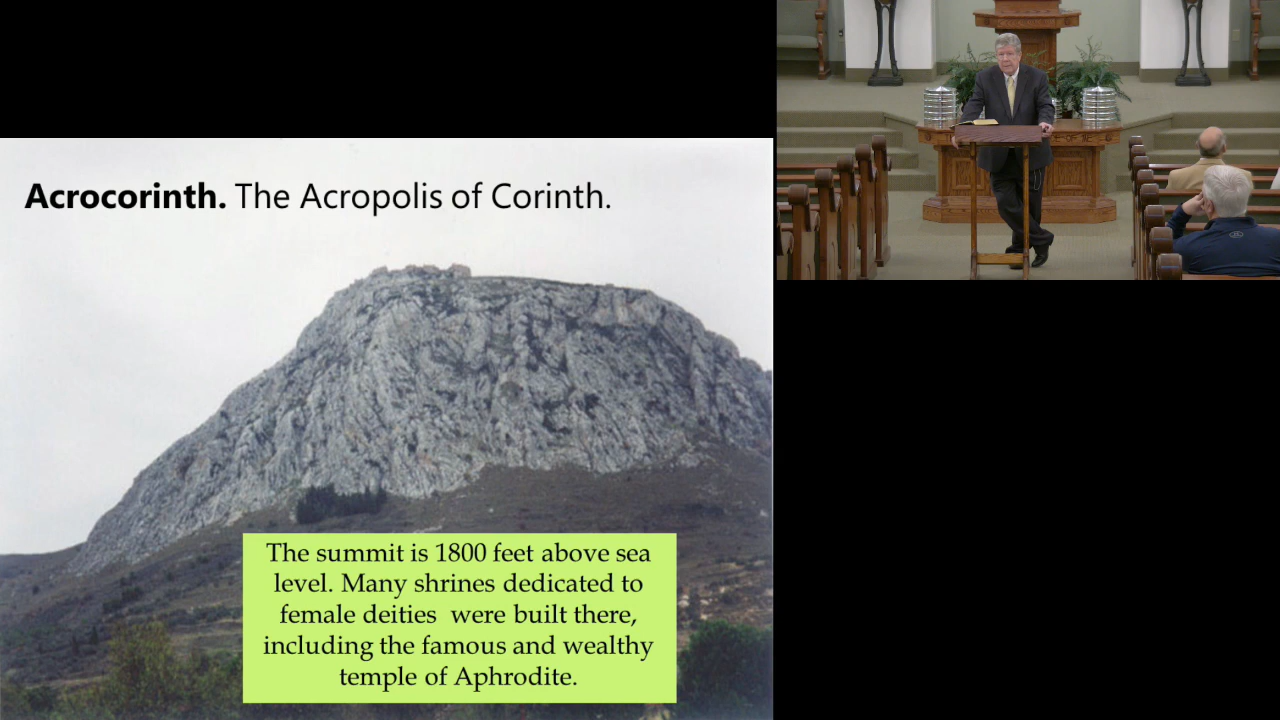 Acrocorinth. The Acropolis of Corinth.
The summit is 1800 feet above sea
level. Many shrines dedicated to
female deities were built there,
including the famous and wealthy
temple of Aphrodite.